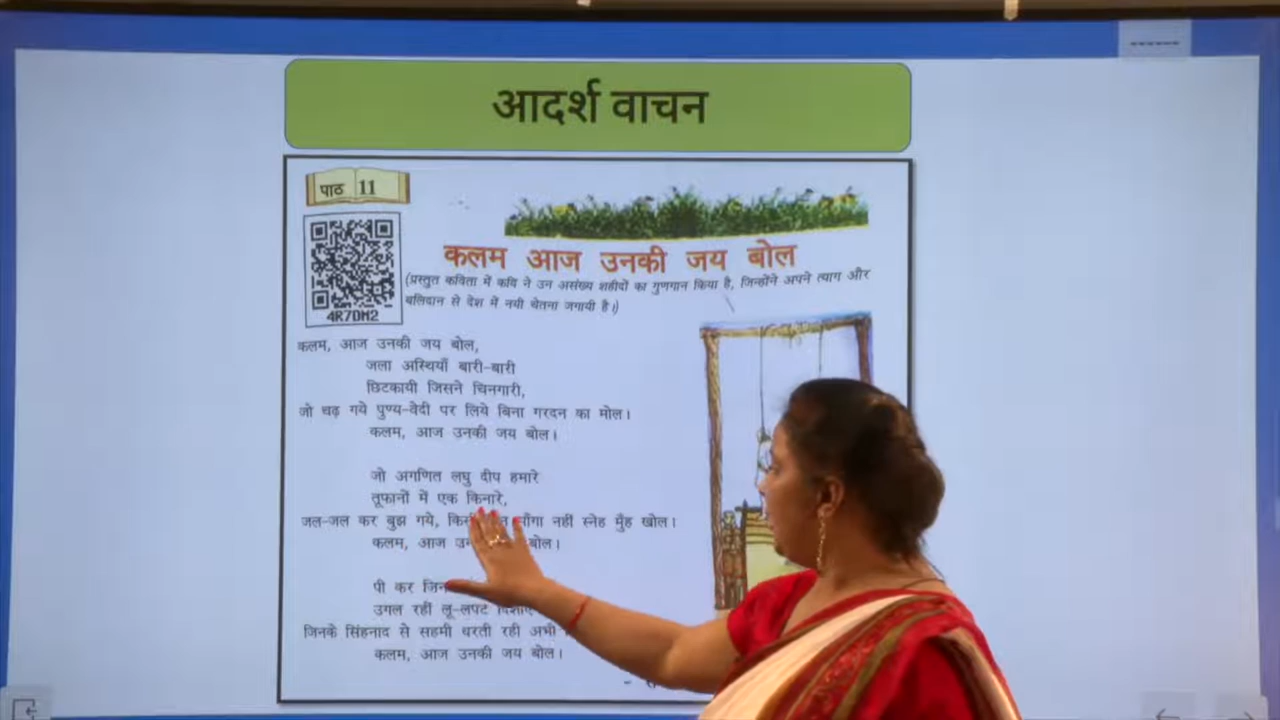 आदर्श वाचन
पाठ 11
4R7DM2
कलम आज उनकी जय बोल
(प्रस्तुत कविता में कवि ने उन असंख्य शहीदों का गुणगान किया है, जिन्होंने अपने त्याग और
बलिदान से देश में नयी चेतना जगायी है।)
कलम, आज उनकी जय बोल,
जला अस्थियाँ बारी-बारी
छिटकायी जिसने चिनगारी,
जो चढ़ गये पुण्य-वेदी पर लिये बिना गरदन का मोल।
कलम, आज उनकी जय बोल।
जो अगणित लघु दीप हमारे
तूफानों में एक किनारे,
जल-जल कर बुझ गये, माँगा नहीं स्नेह मुँह खोल।
कलम, आज बोल।
पी कर
उगल रहीं लू-लपट
जिनके सिंहनाद से सहमी धरती रही अभी
कलम, आज उनकी जय बोल।